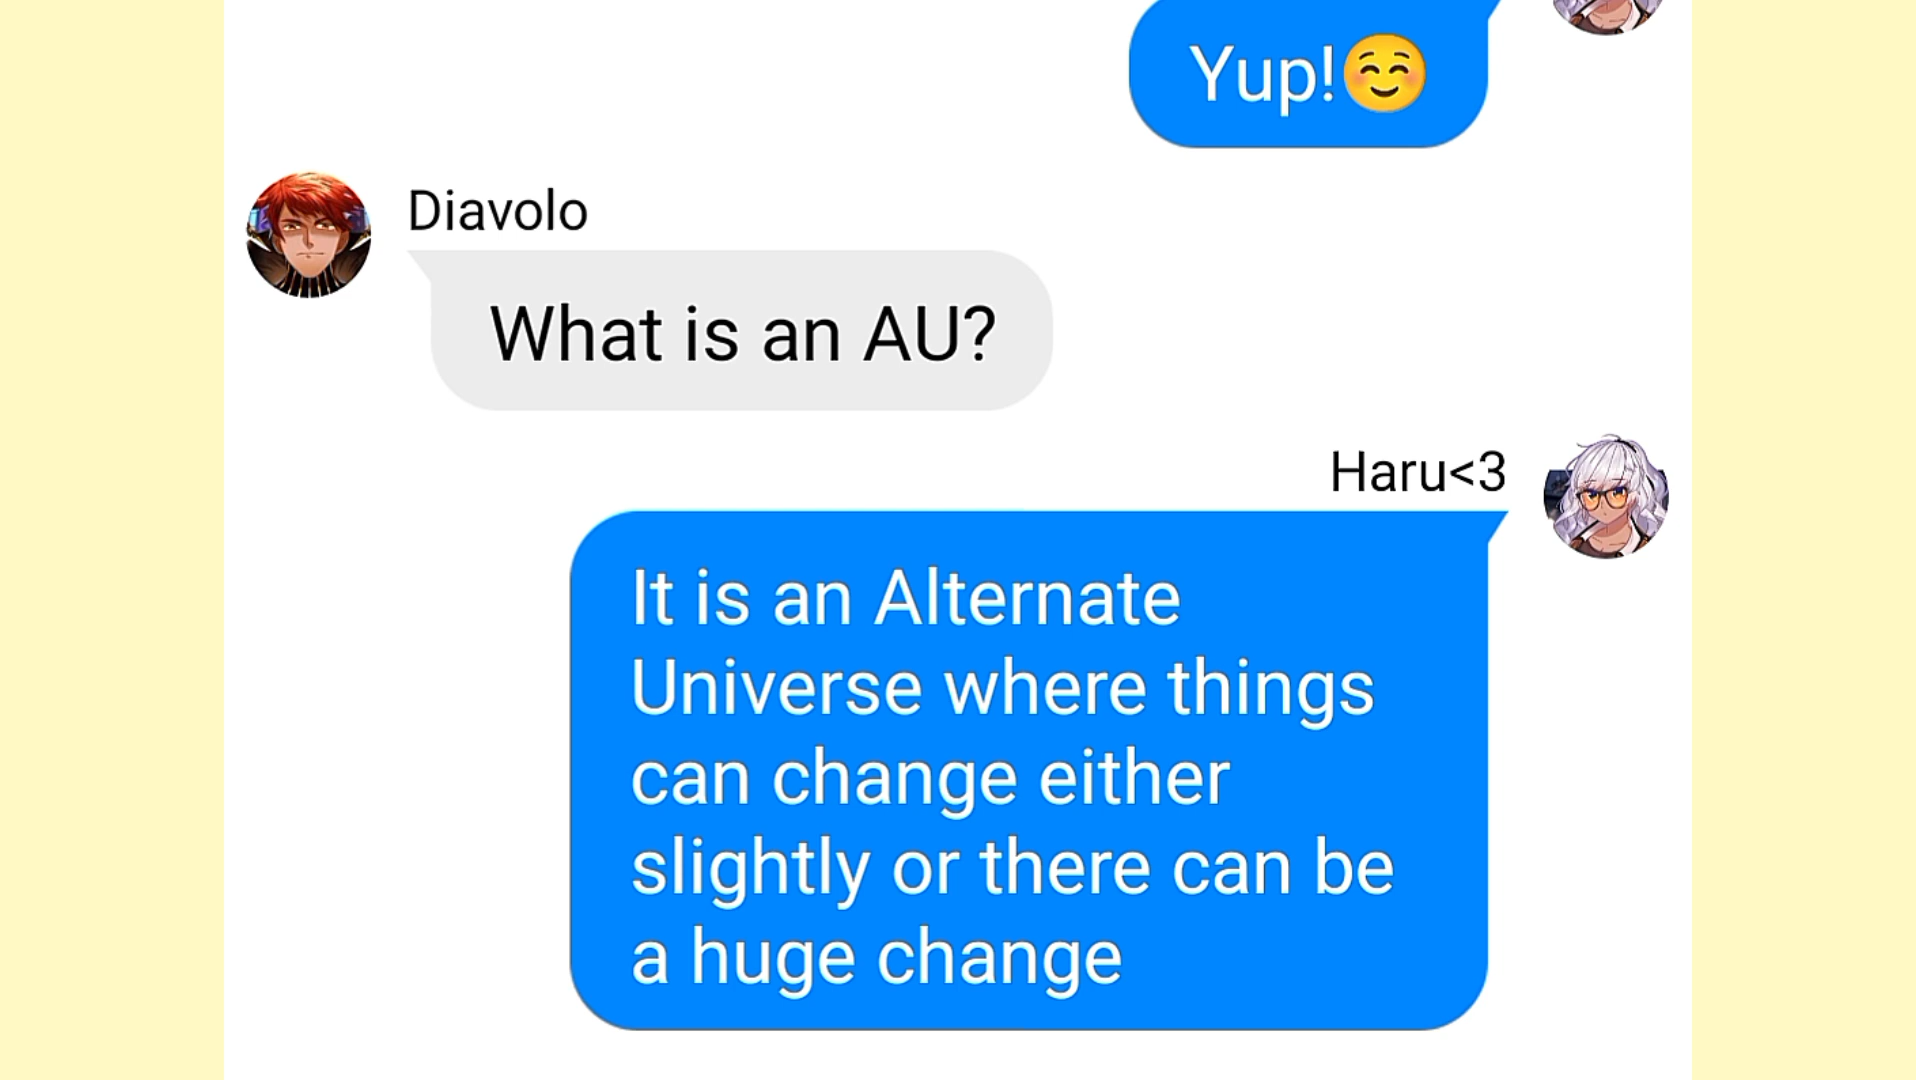 Yup!☺️
Diavolo
What is an AU?
Haru<3
It is an Alternate
Universe where things
can change either
slightly or there can be
a huge change